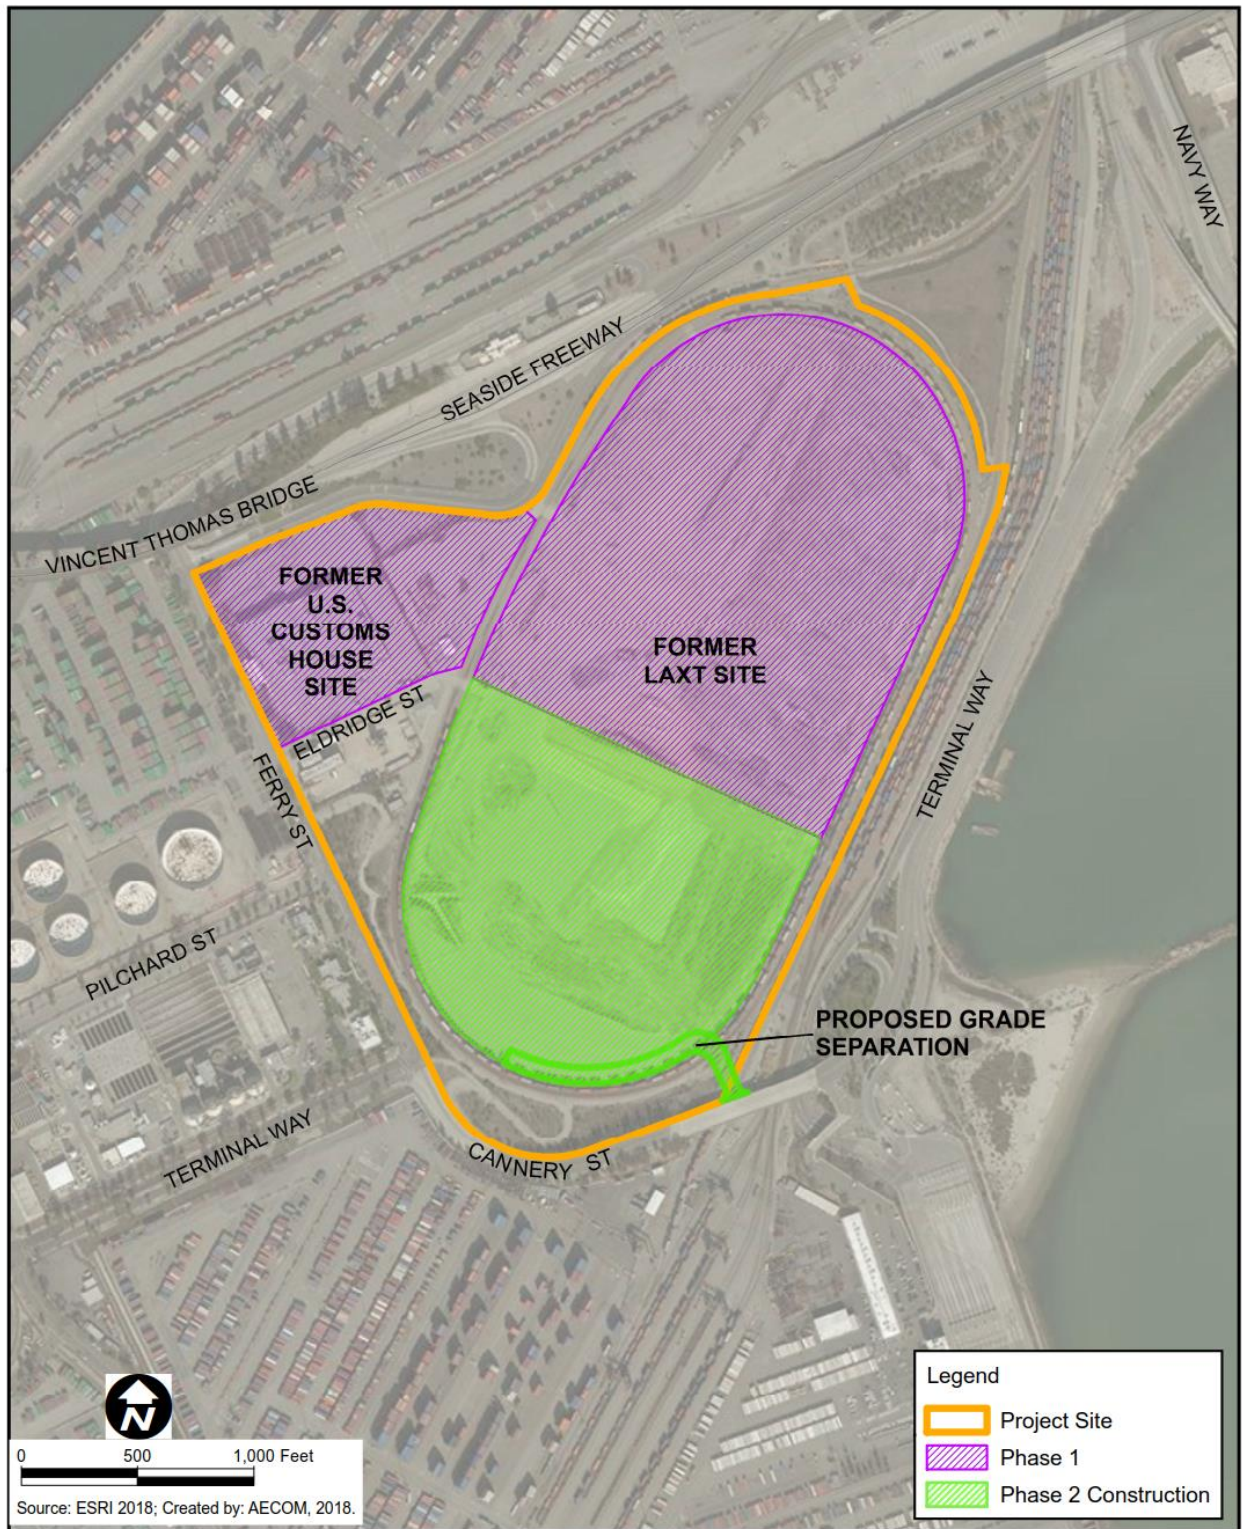 NAVY WAY
SEASIDE FREEWAY
VINCENT THOMAS BRIDGE
FORMER
U.S.
CUSTOMS
HOUSE
SITE
FORMER
LAXT SITE
ELDRIDGE ST
TERMINAL WAY
FERRY ST
PILCHARD ST
PROPOSED GRADE
SEPARATION
TERMINAL WAY
CANNERY ST
N
0 500 1,000 Feet
Source: ESRI 2018; Created by: AECOM, 2018.
Legend
Project Site
Phase 1
Phase 2 Construction